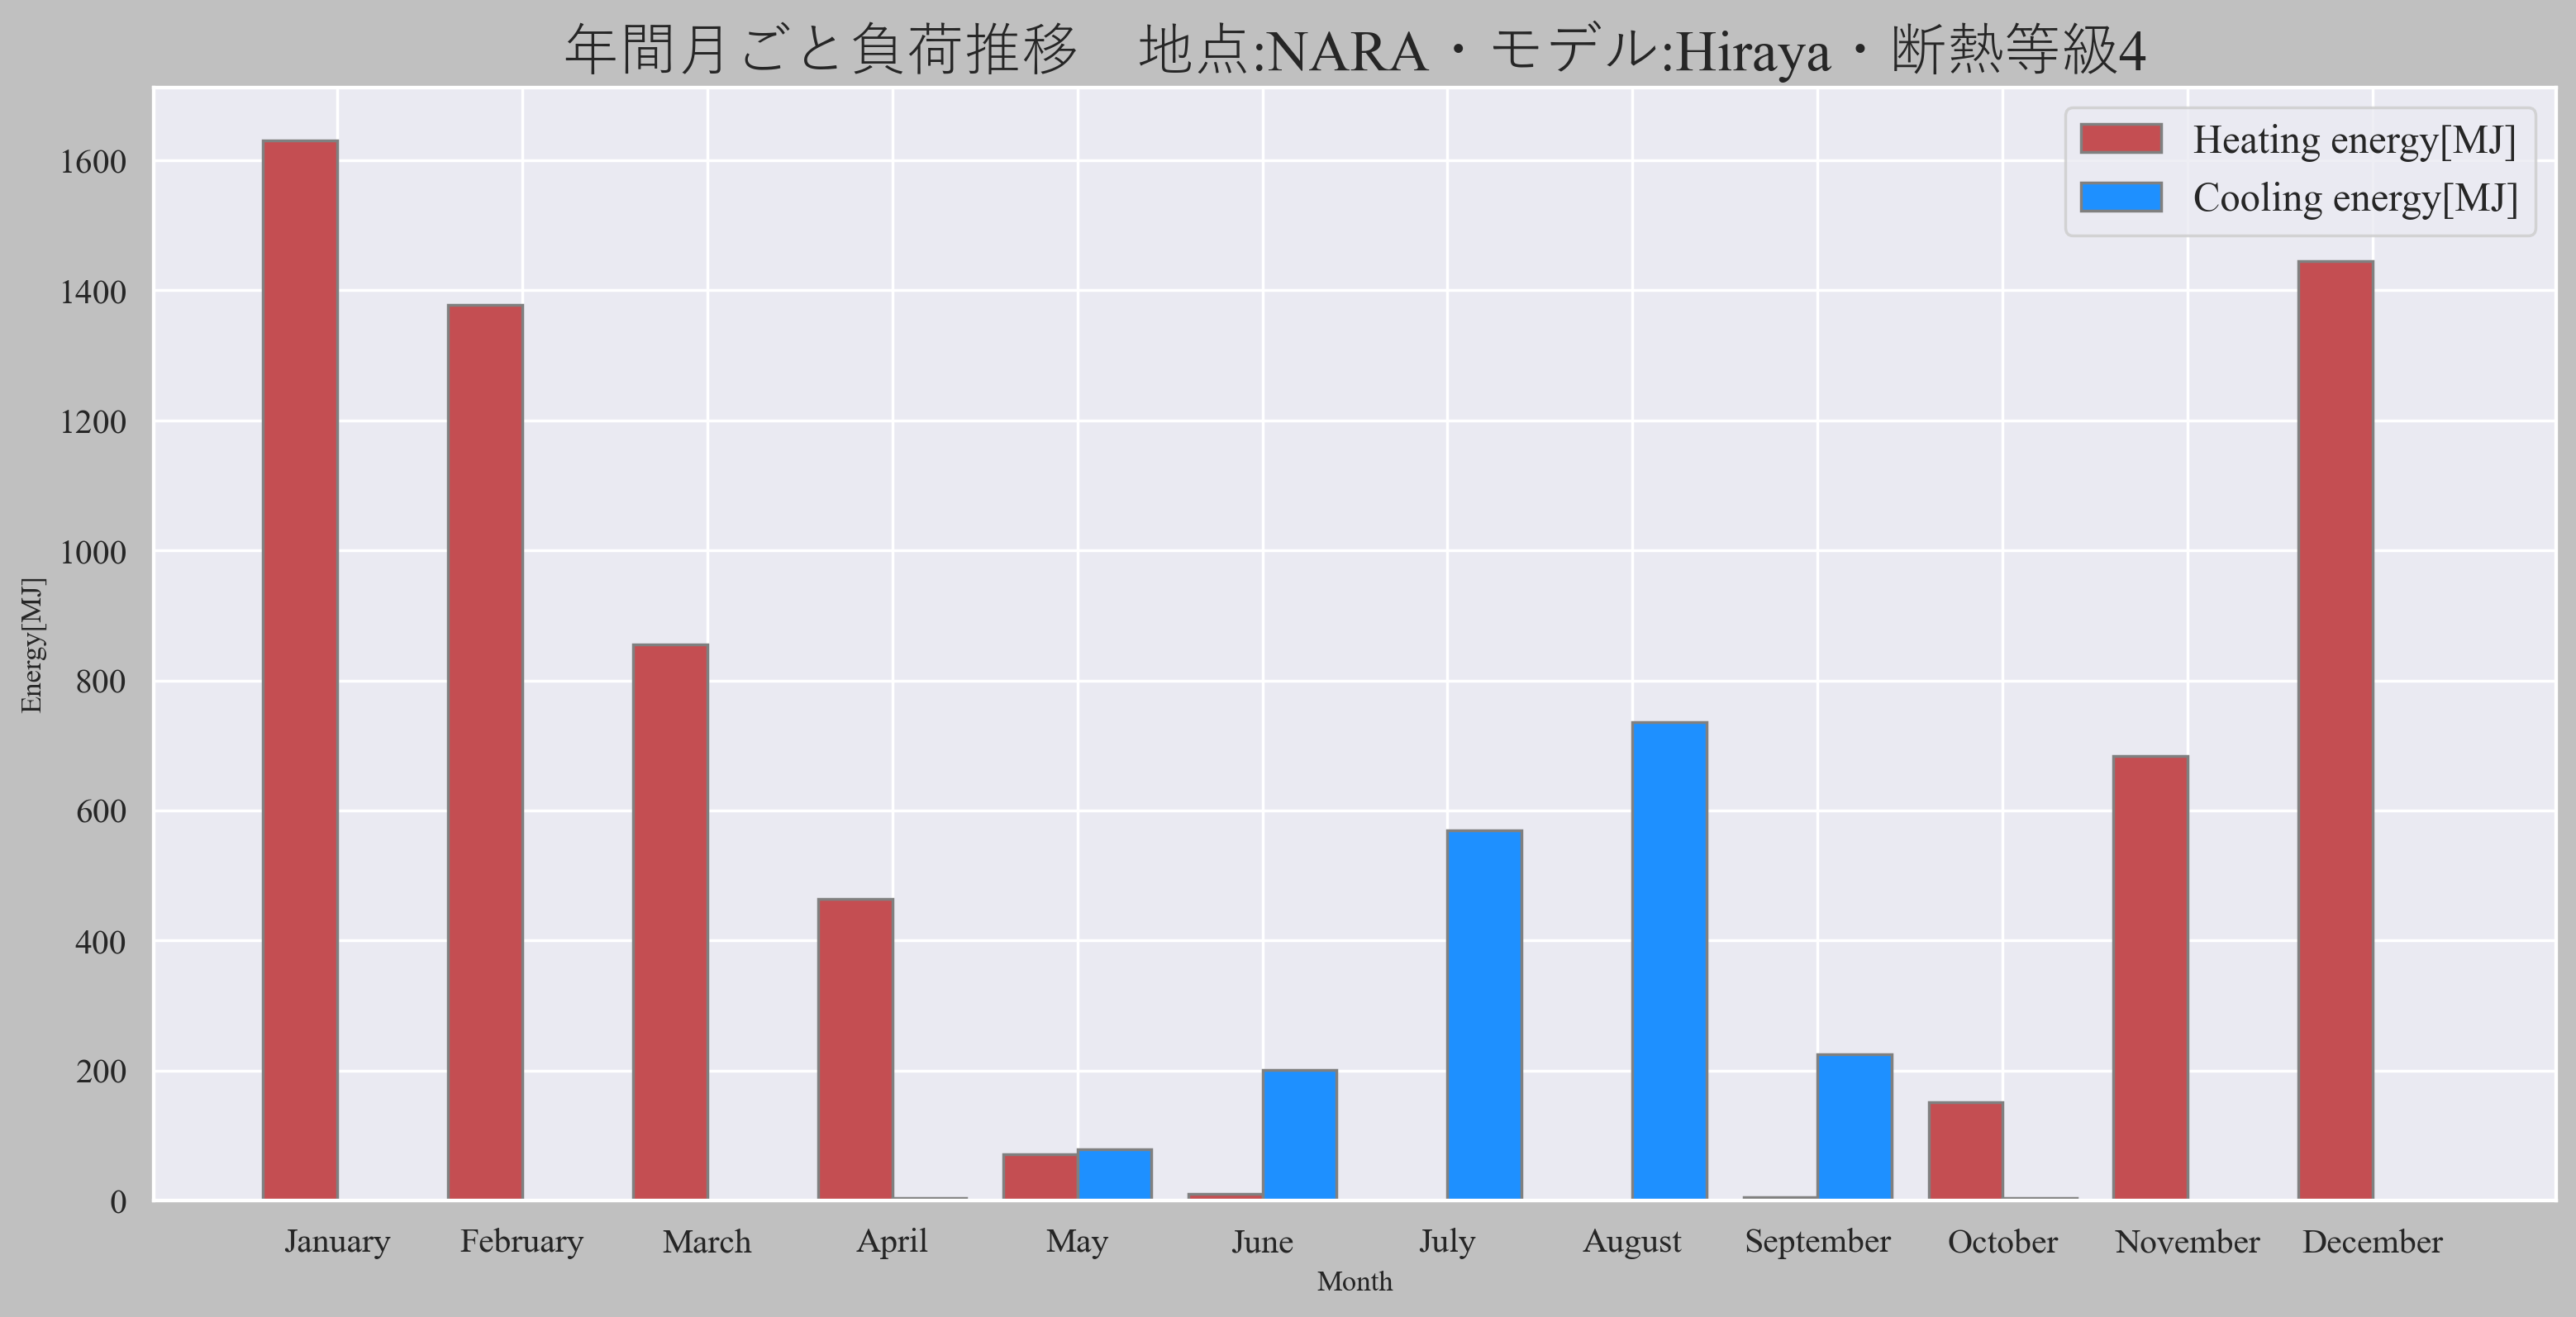 年間月ごと負荷推移　地点:NARA・モデル:Hiraya・断熱等級4
Heating energy[MJ]
Cooling energy[MJ]
Energy[MJ]
1600
1400
1200
1000
800
600
400
200
0
January February March April May June July August September October November December
Month